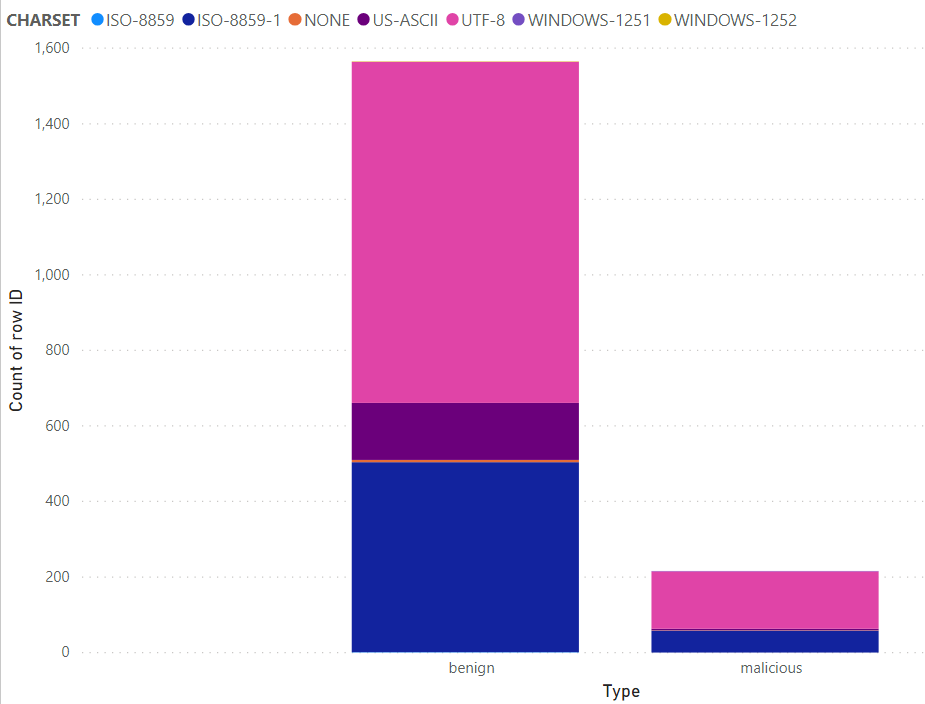 CHARSET ISO-8859 ISO-8859-1 NONE US-ASCII UTF-8 WINDOWS-1251 WINDOWS-1252
1,600
1,400
1,200
1,000
800
600
400
200
0
Count of row ID
benign malicious
Type